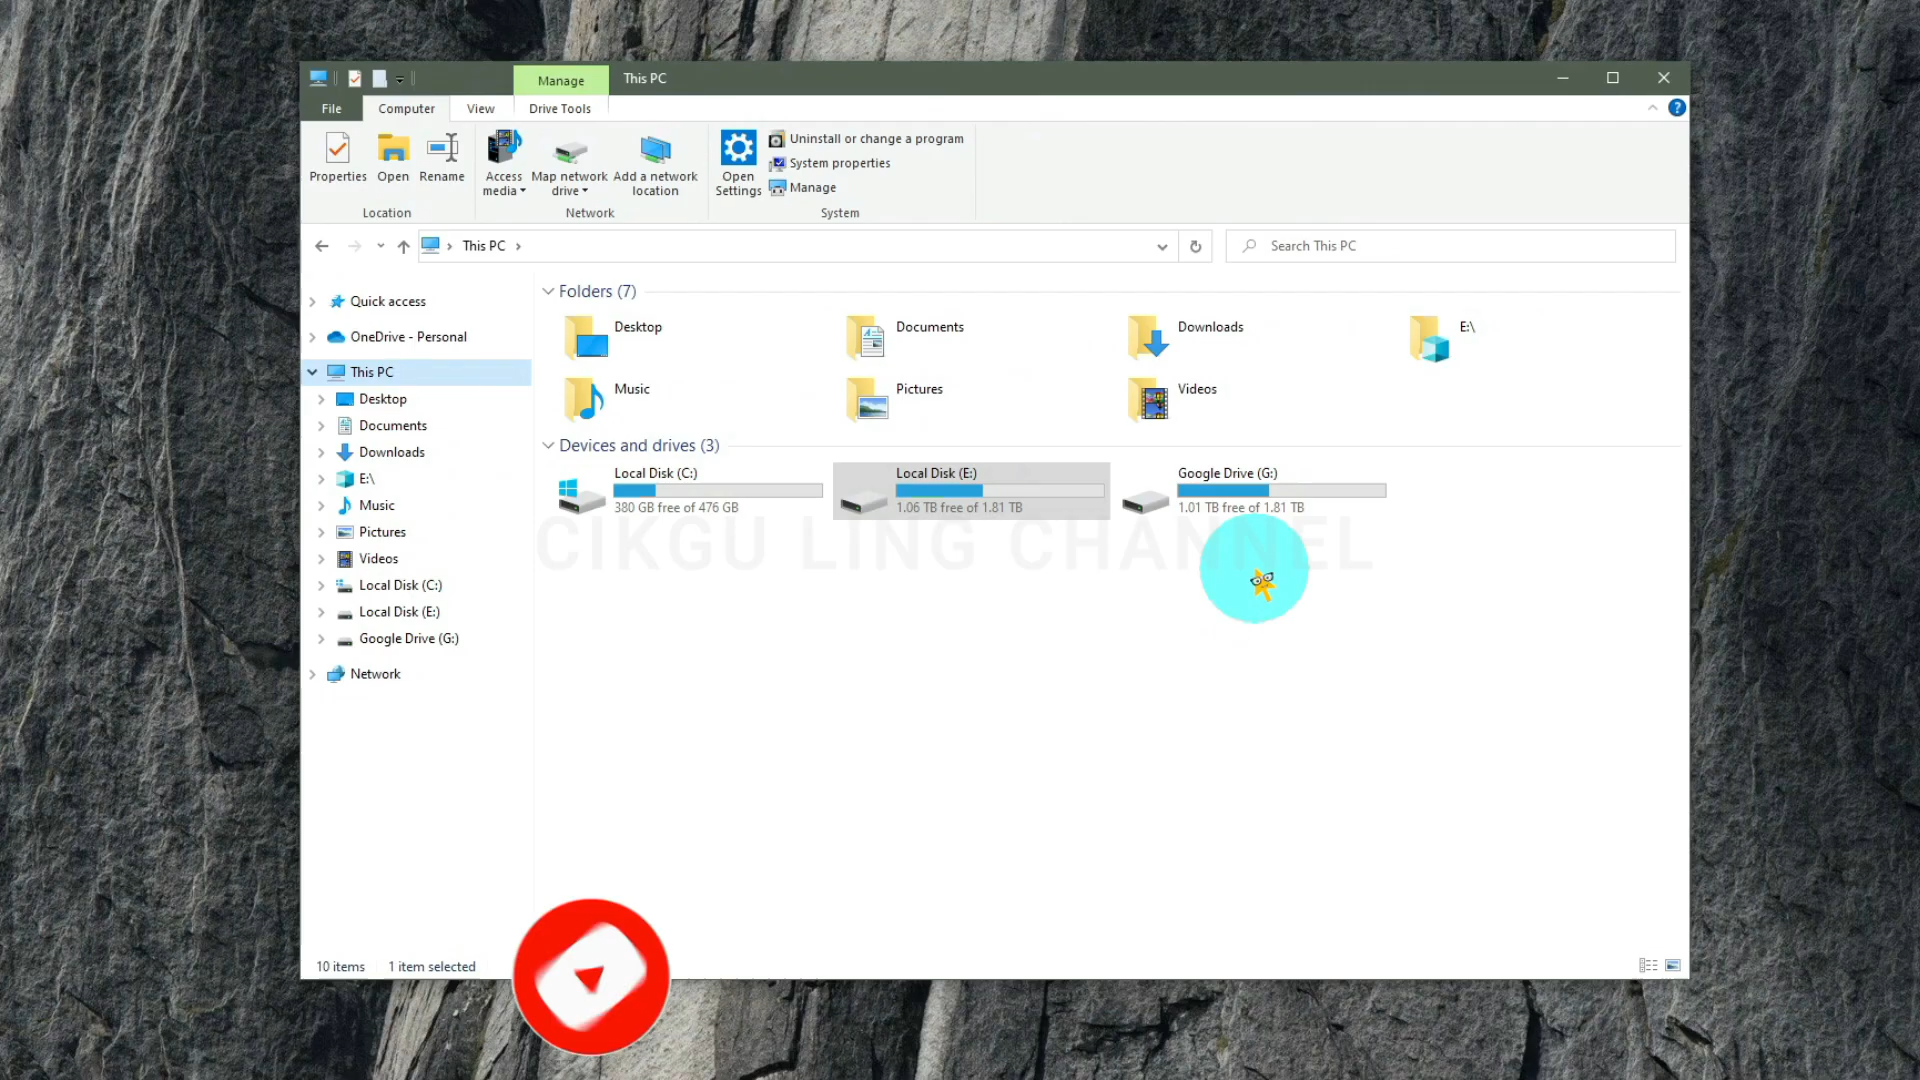 Manage
This PC
File
Computer
View
Drive Tools
?
Properties
Open
Rename
Access
media
Map network
drive
Add a network
location
Open
Settings
Uninstall or change a program
System properties
Manage
Location
Network
System
This PC
Search This PC
Quick access
OneDrive - Personal
This PC
Desktop
Documents
Downloads
E:\
Music
Pictures
Videos
Local Disk (C:)
Local Disk (E:)
Google Drive (G:)
Network
Folders (7)
Desktop
Documents
Downloads
E:\
Music
Pictures
Videos
Devices and drives (3)
Local Disk (C:)
380 GB free of 476 GB
Local Disk (E:)
1.06 TB free of 1.81 TB
Google Drive (G:)
1.01 TB free of 1.81 TB
CIKGU LING CHANNEL
10 items
1 item selected